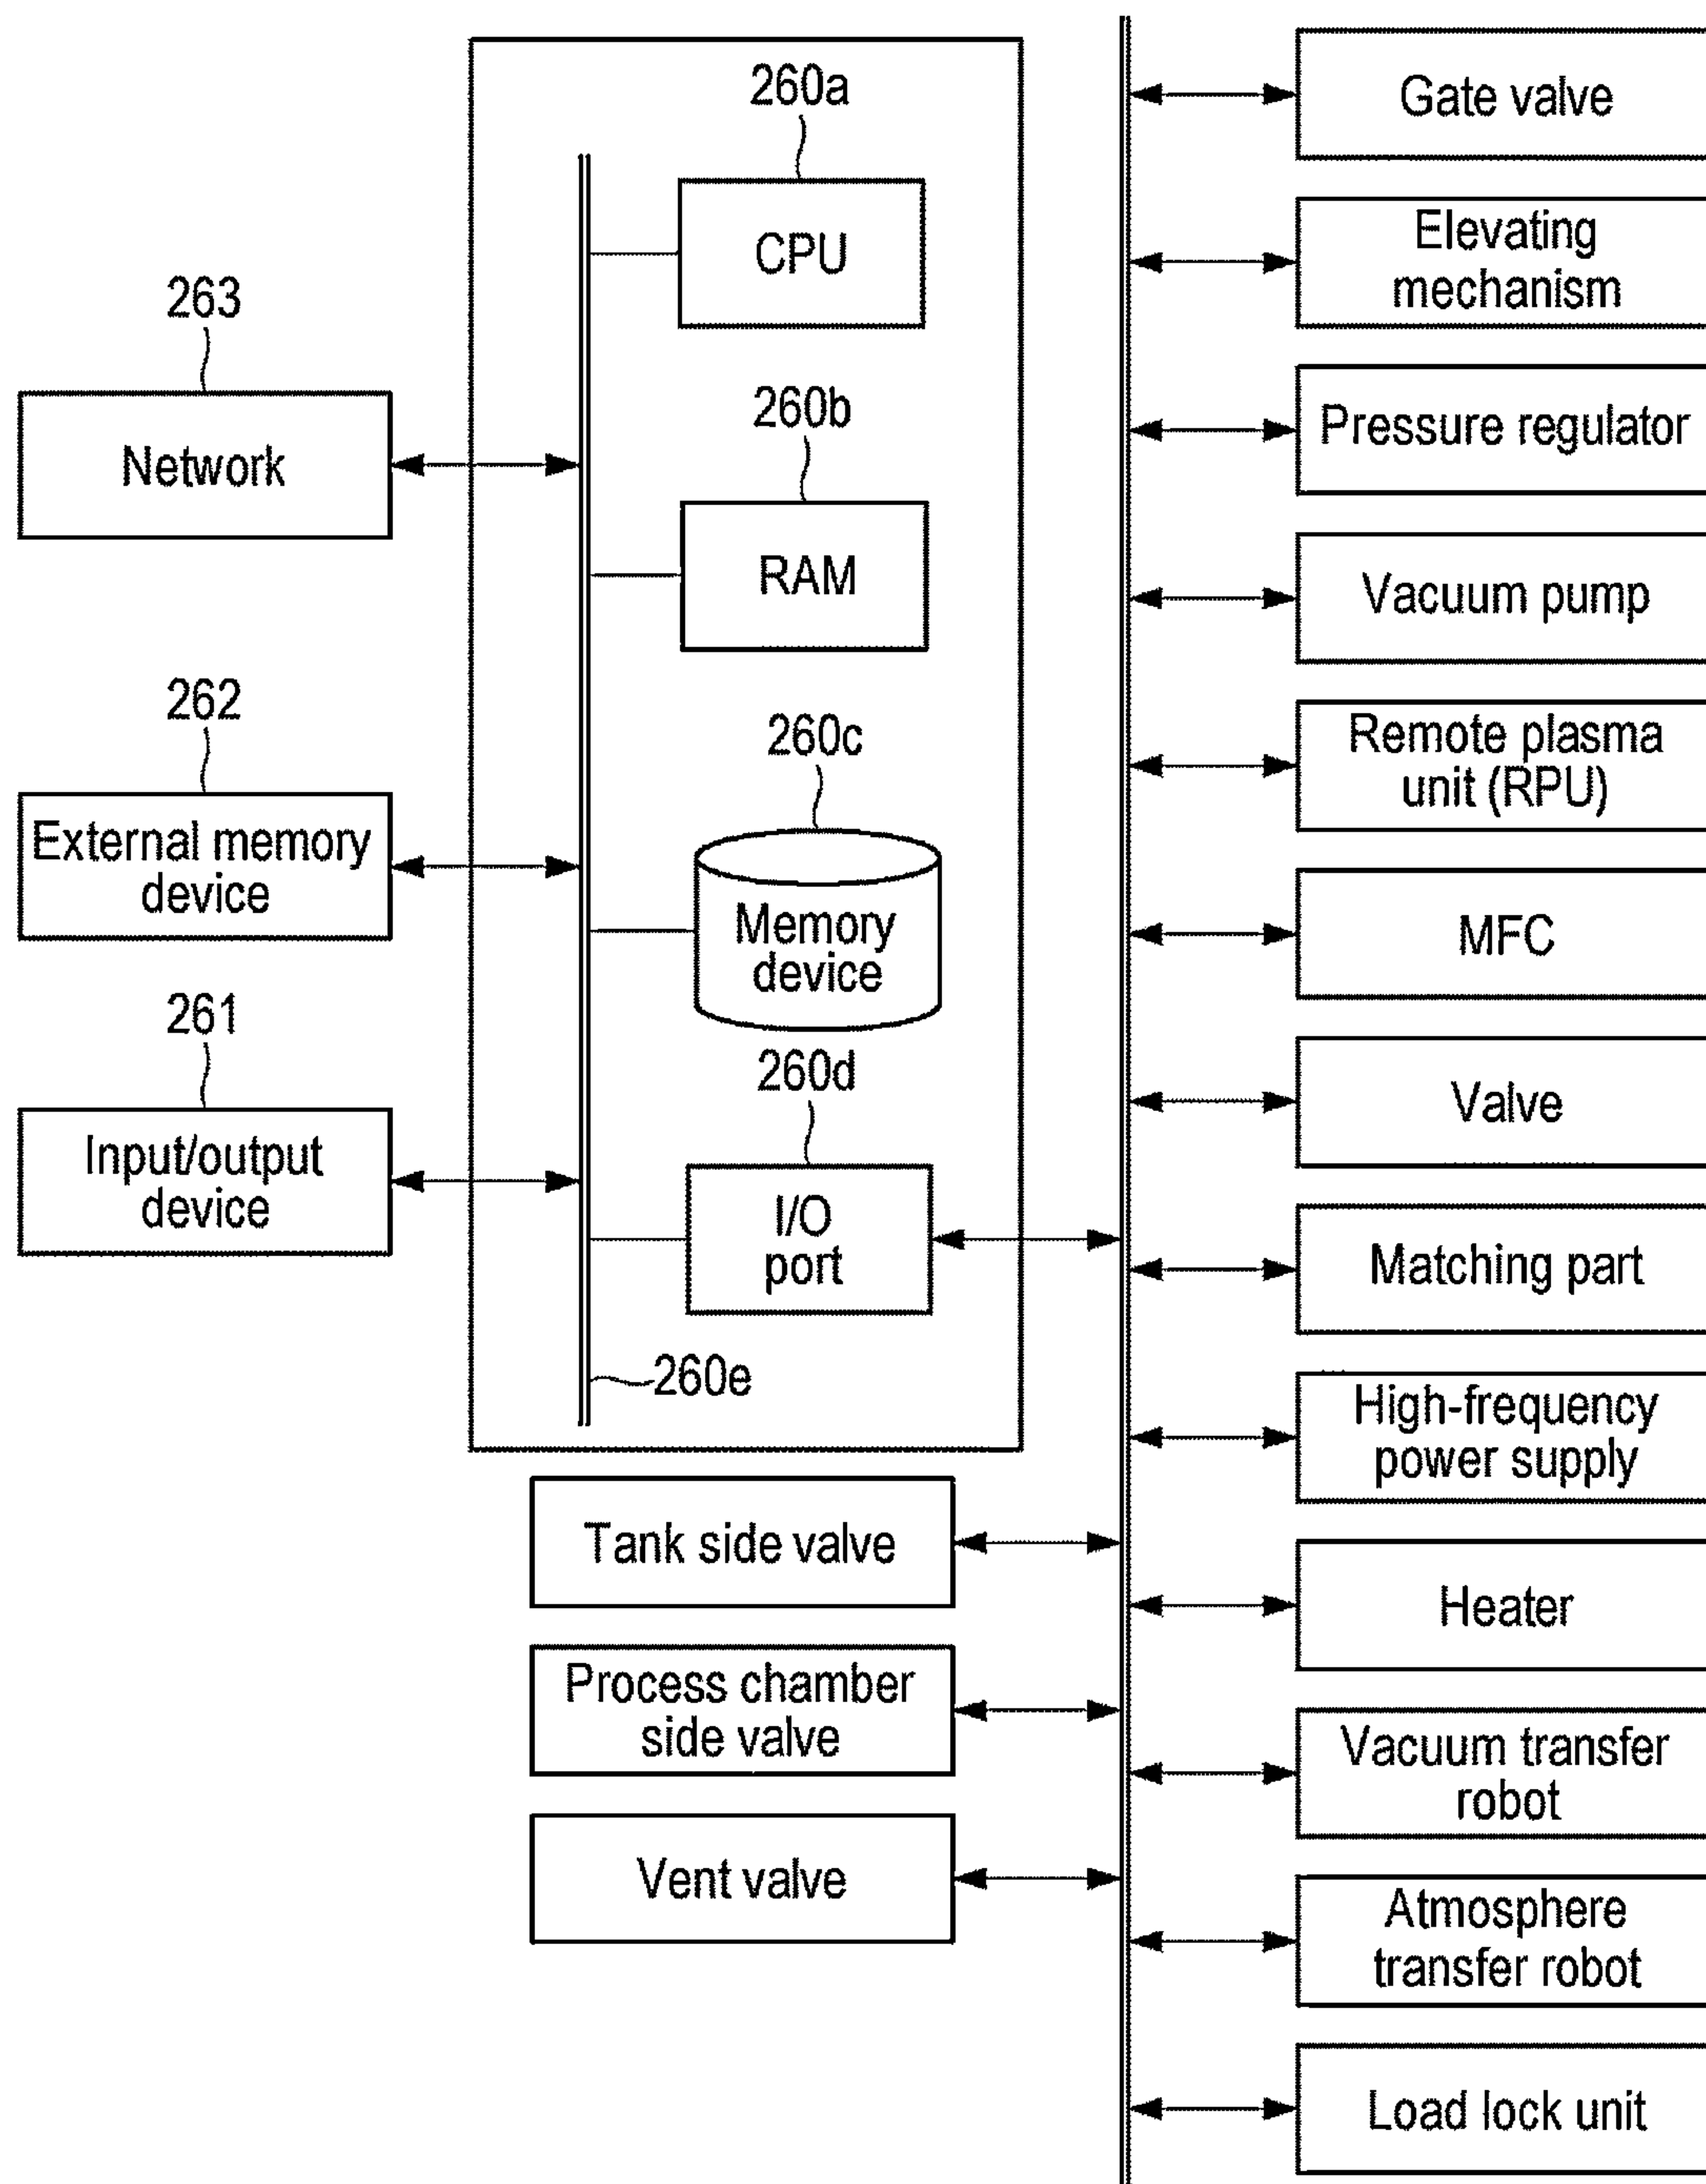 260a
CPU
263
Network
260b
RAM
262
External memory
device
260c
Memory
device
261
Input/output
device
260d
I/O
port
260e
Tank side valve
Process chamber
side valve
Vent valve
Gate valve
Elevating
mechanism
Pressure regulator
Vacuum pump
Remote plasma
unit (RPU)
MFC
Valve
Matching part
High-frequency
power supply
Heater
Vacuum transfer
robot
Atmosphere
transfer robot
Load lock unit